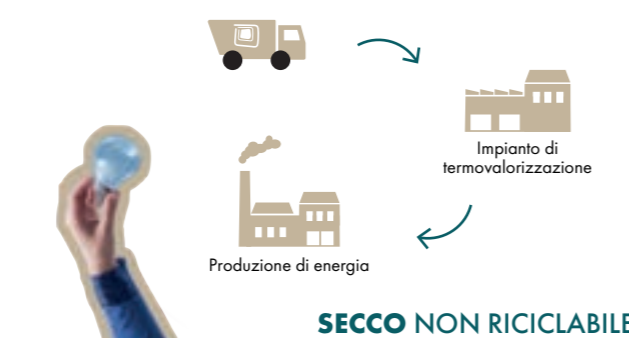 Impianto di
termovalorizzazione
Produzione di energia
SECCO NON RICICLABILE